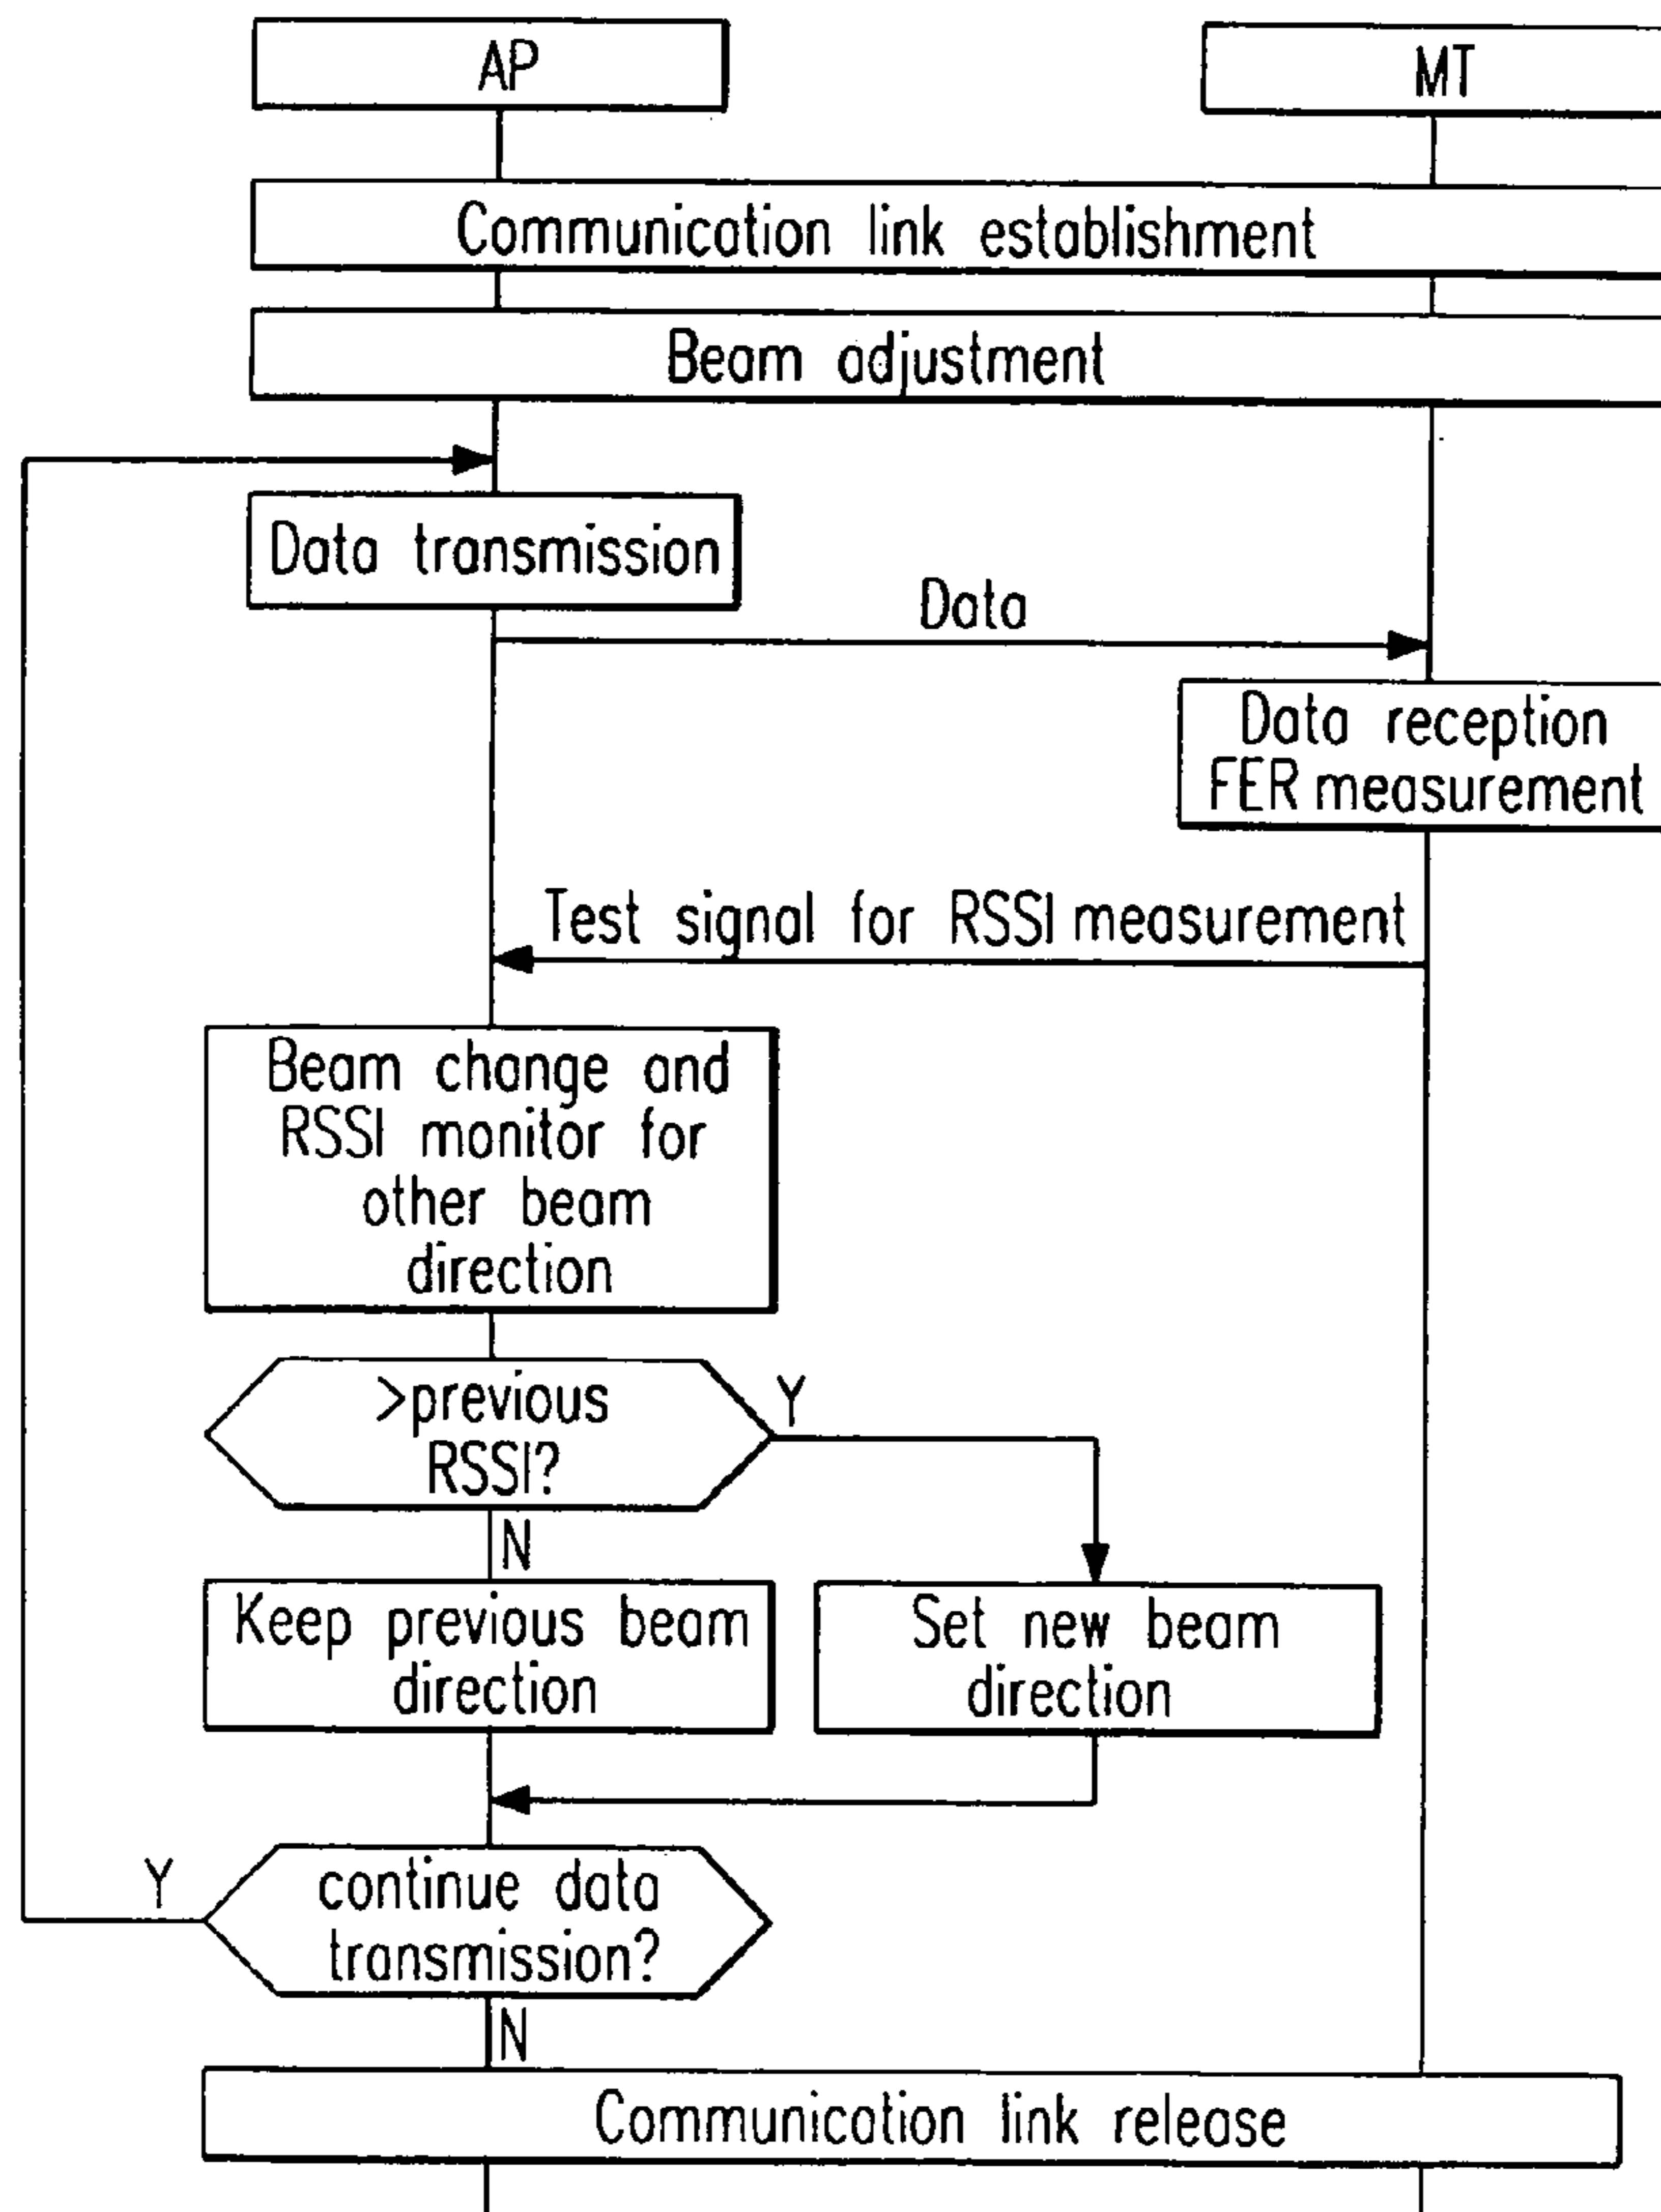 AP
MT
Communication link establishment
Beam adjustment
Data transmission
Data
Data reception
FER measurement
Test signal for RSSI measurement
Beam change and
RSSI monitor for
other beam
direction
>previous
RSSI?
Y
N
Keep previous beam
direction
Set new beam
direction
Y
continue data
transmission?
N
Communication link release